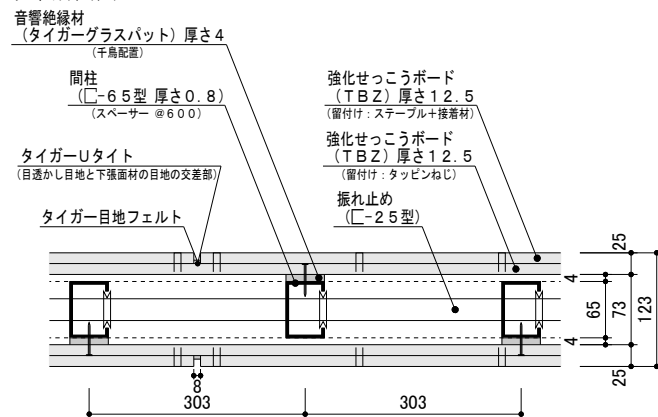 音響絶縁材
（タイガーグラスパット）厚さ4
（千鳥配置）
間柱
（□-65型 厚さ0.8）
（スペーサー @600）
タイガーUタイト
（目透かし目地と下張面材の目地の交差部）
タイガー目地フェルト
強化せっこうボード
（TBZ）厚さ12.5
（留付け：ステープル+接着材）
強化せっこうボード
（TBZ）厚さ12.5
（留付け：タッピンねじ）
振れ止め
（□-25型）
25
4
65
73
123
4
25
8
303
303